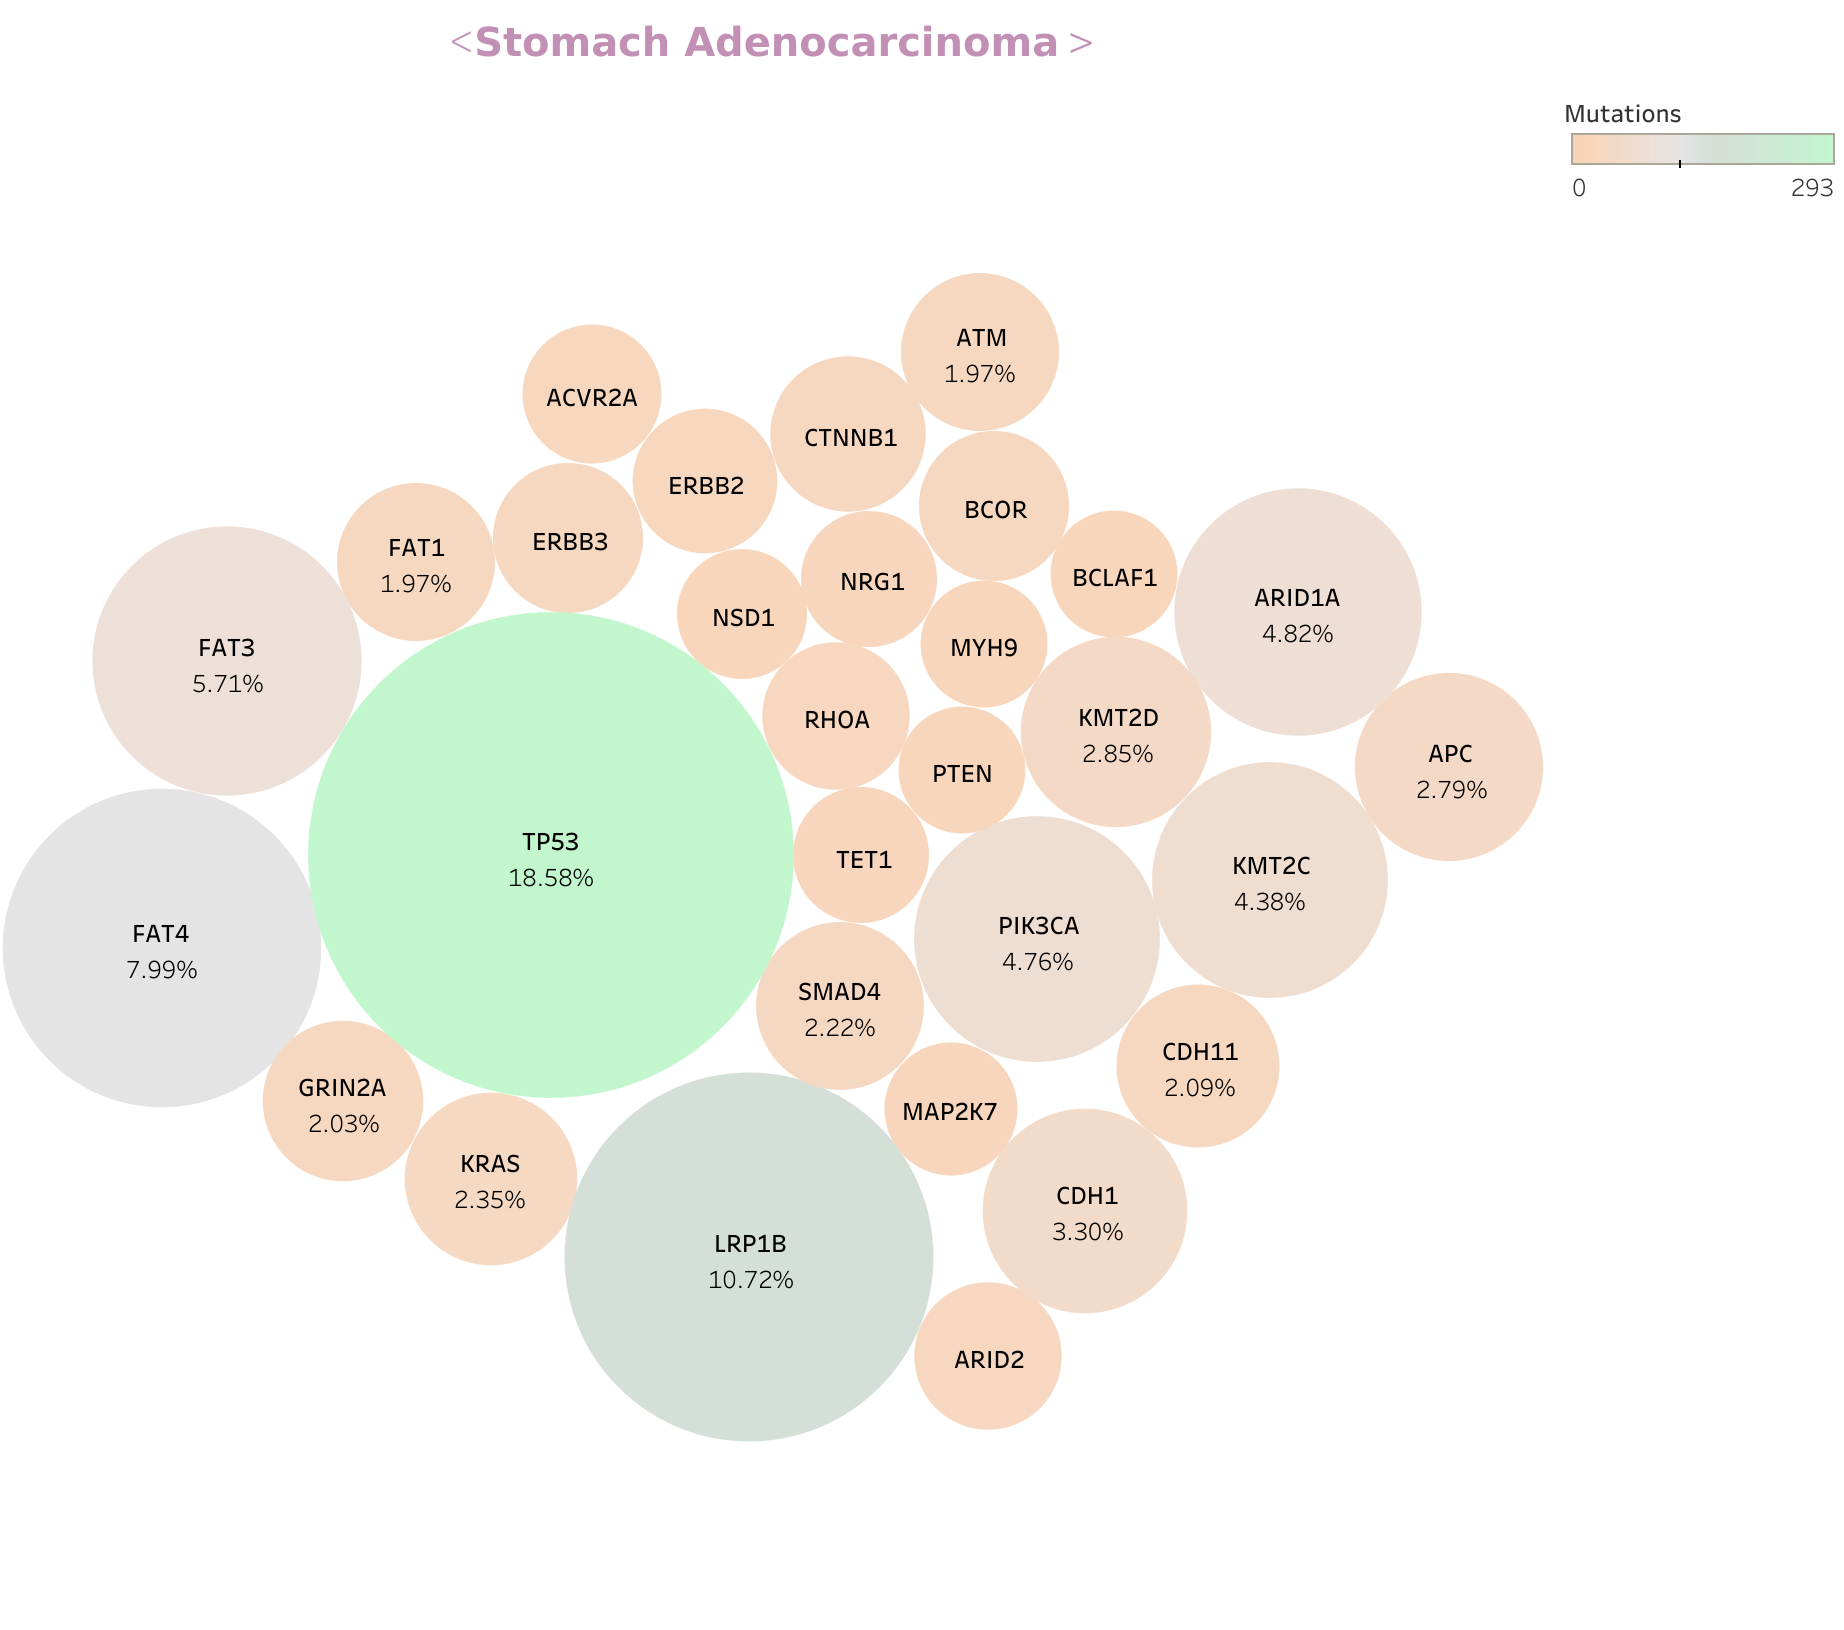 <Stomach Adenocarcinoma>
Mutations
0 293
ATM
1.97%
ACVR2A
CTNNB1
ERBB2
BCOR
ERBB3
FAT1
1.97%
NRG1
BCLAF1
ARID1A
4.82%
NSD1
MYH9
FAT3
5.71%
RHOA
KMT2D
2.85%
APC
2.79%
PTEN
TP53
18.58%
TET1
KMT2C
4.38%
PIK3CA
4.76%
FAT4
7.99%
SMAD4
2.22%
CDH11
2.09%
GRIN2A
2.03%
MAP2K7
KRAS
2.35%
CDH1
3.30%
LRP1B
10.72%
ARID2